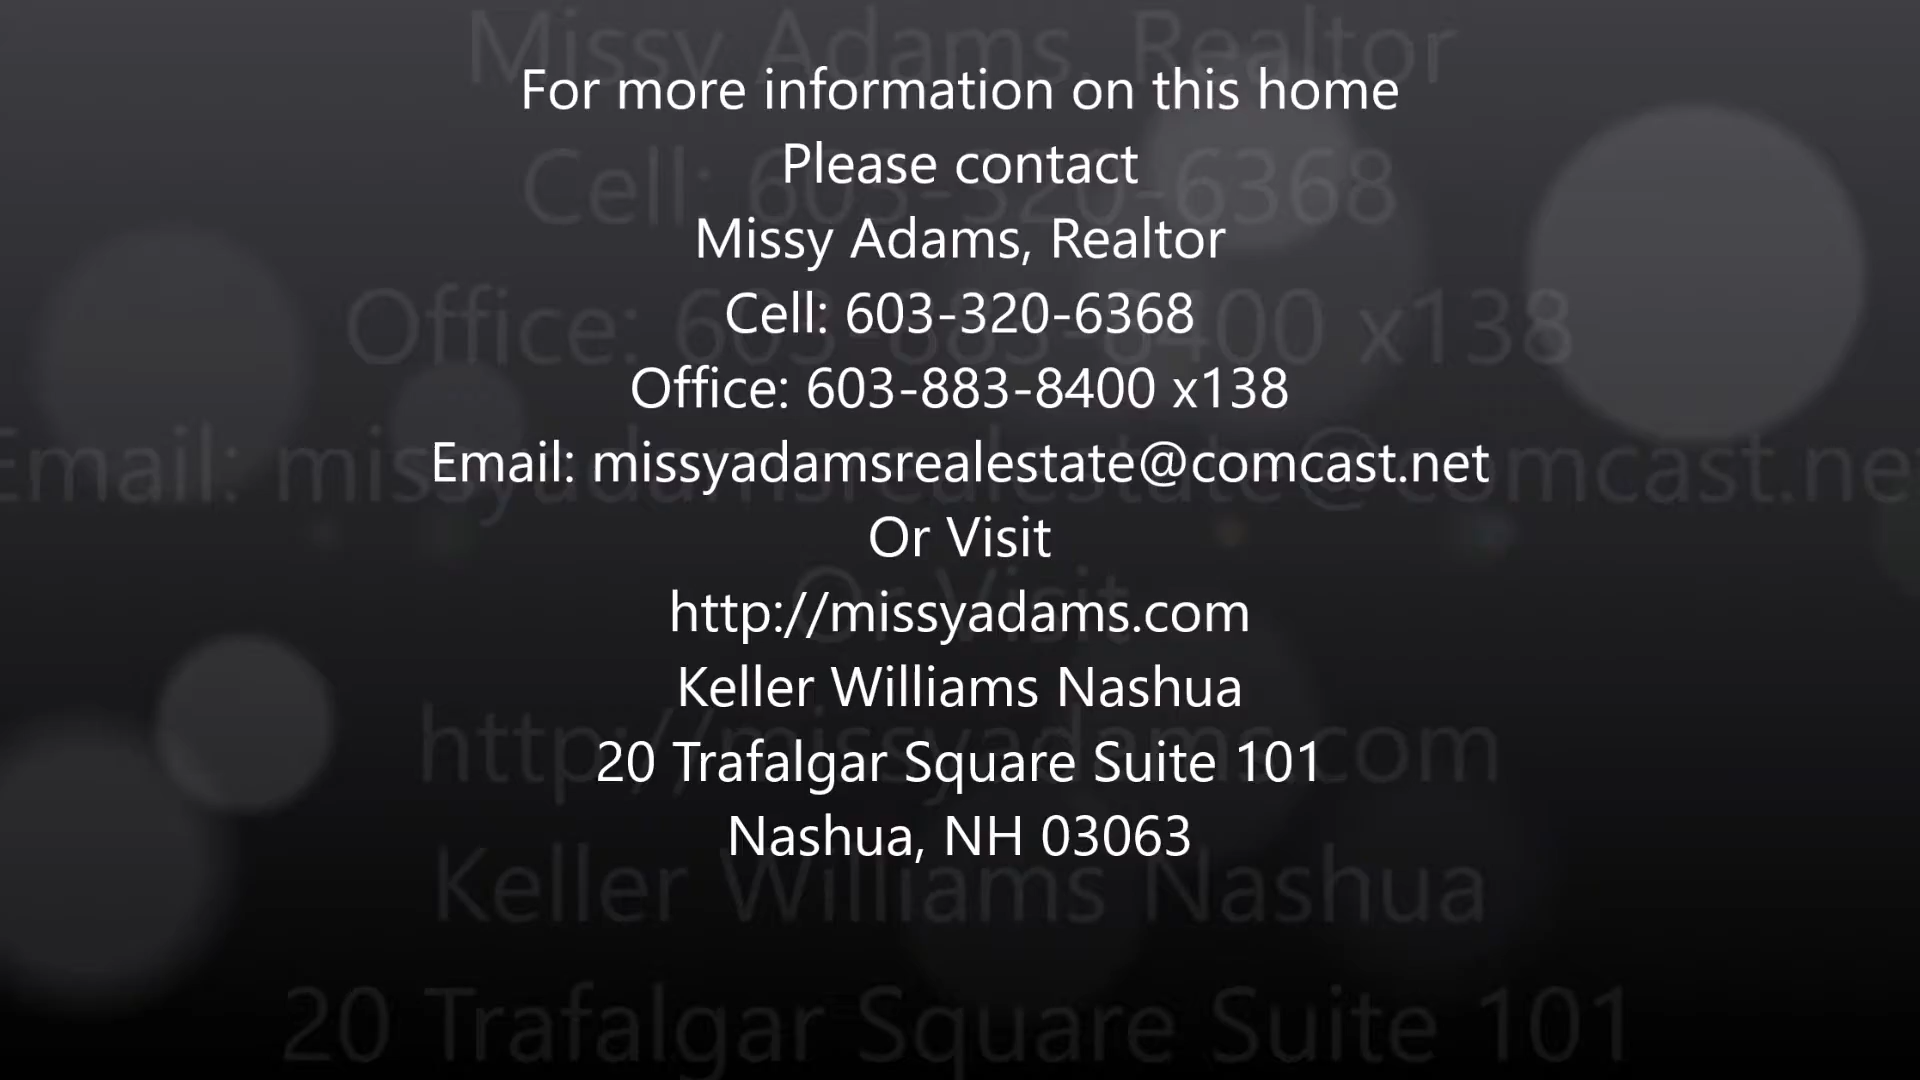 For more information on this home
Please contact
Missy Adams, Realtor
Cell: 603-320-6368
Office: 603-883-8400 x138
Email: missyadamsrealestate@comcast.net
Or Visit
http://missyadams.com
Keller Williams Nashua
20 Trafalgar Square Suite 101
Nashua, NH 03063